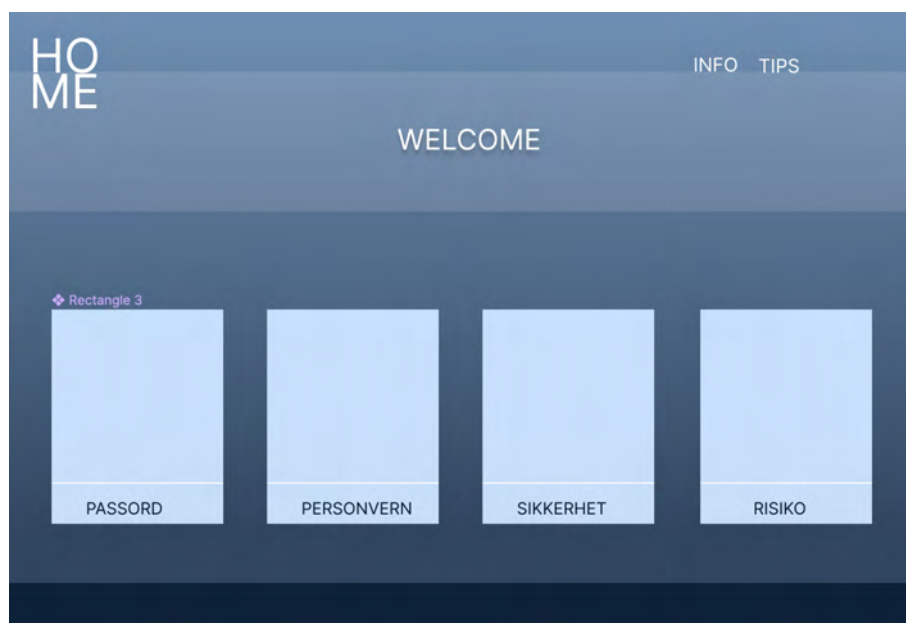 HO
ME
INFO TIPS
WELCOME
Rectangle 3
PASSORD PERSONVERN SIKKERHET RISIKO